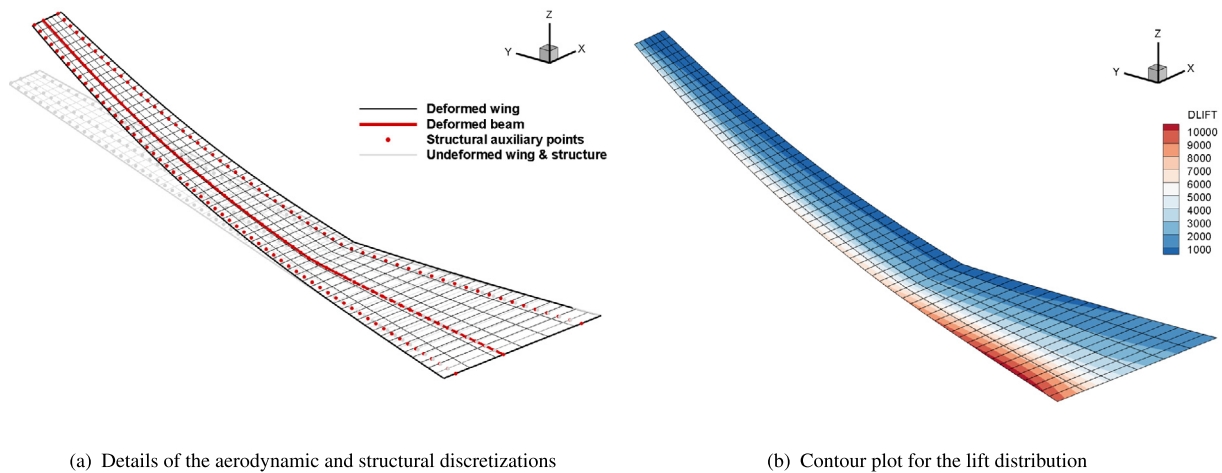 Z
Y
X
Deformed wing
Deformed beam
Structural auxiliary points
Undeformed wing & structure
(a) Details of the aerodynamic and structural discretizations
Z
Y
X
DLIFT
10000
9000
8000
7000
6000
5000
4000
3000
2000
1000
(b) Contour plot for the lift distribution